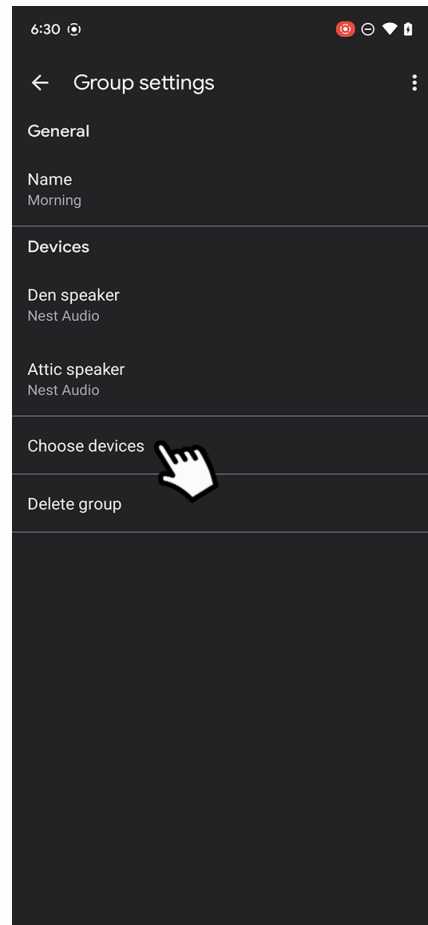 6:30
Group settings
General
Name
Morning
Devices
Den speaker
Nest Audio
Attic speaker
Nest Audio
Choose devices
Delete group